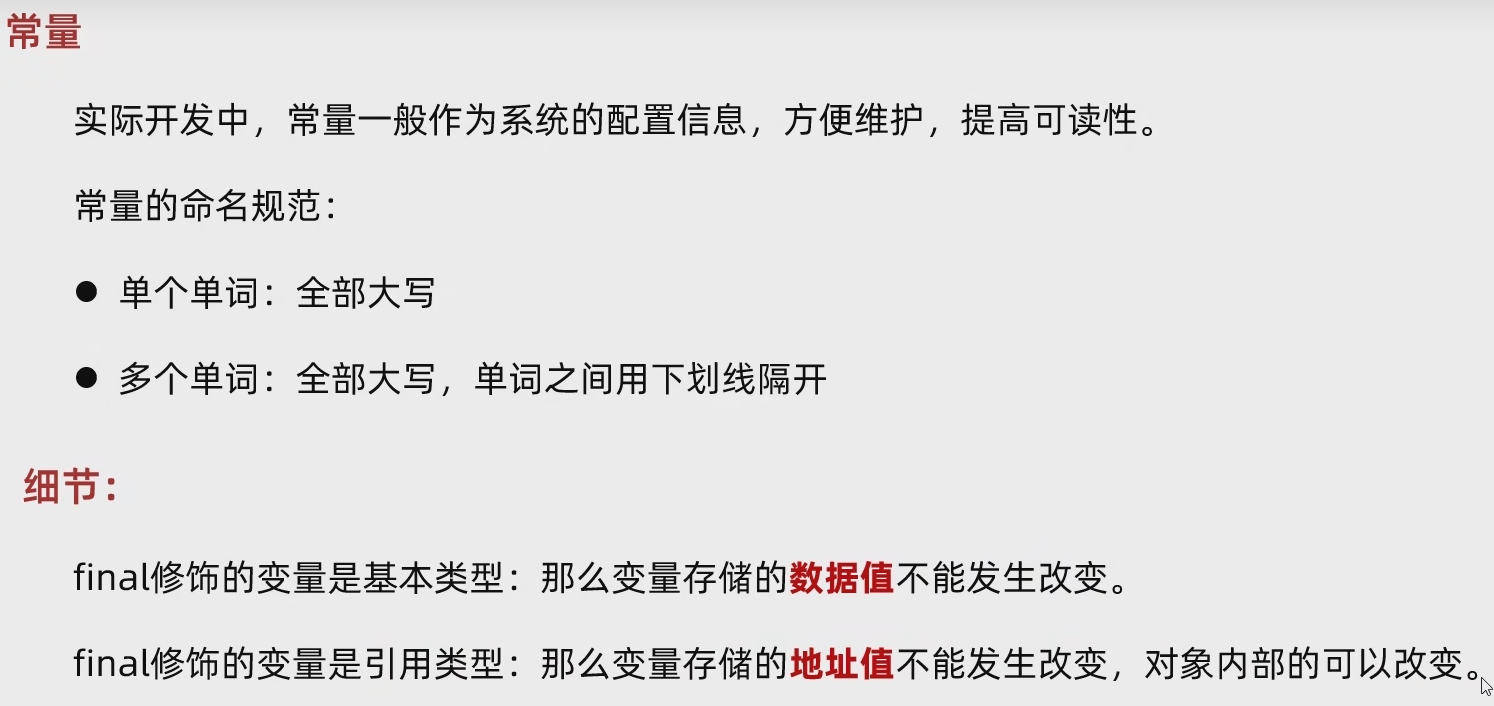 常量
实际开发中，常量一般作为系统的配置信息，方便维护，提高可读性。
常量的命名规范：
● 单个单词：全部大写
● 多个单词：全部大写，单词之间用下划线隔开
细节：
final修饰的变量是基本类型：那么变量存储的数据值不能发生改变。
final修饰的变量是引用类型：那么变量存储的地址值不能发生改变，对象内部的可以改变。